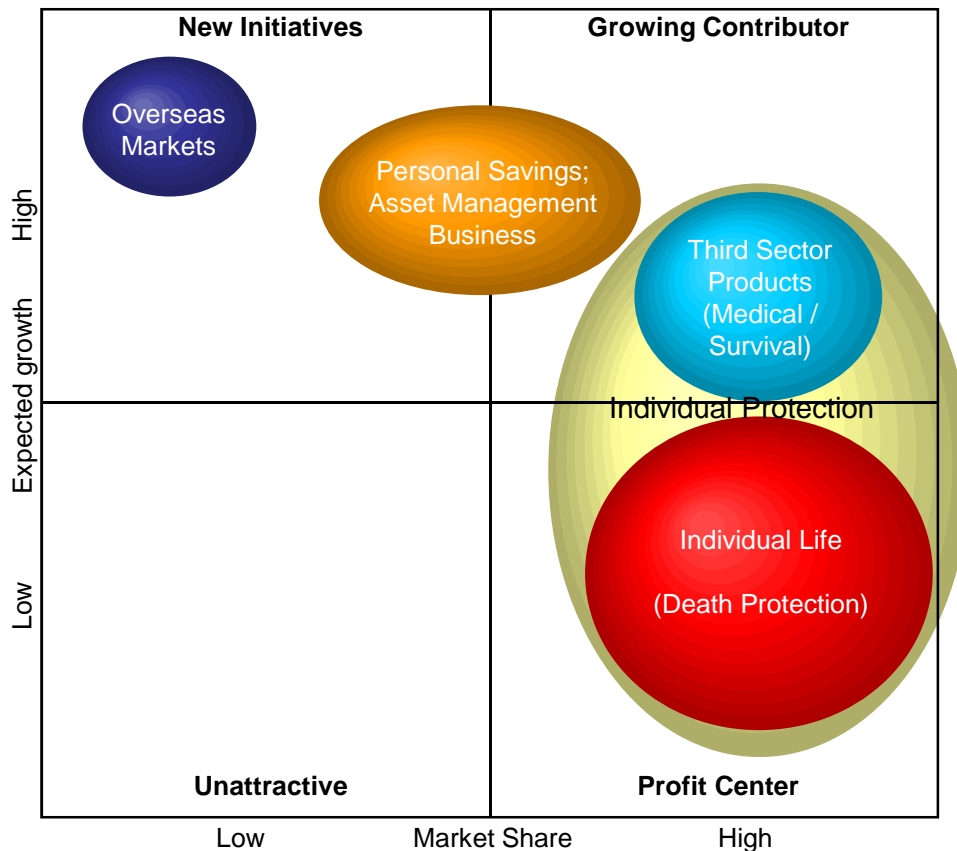 New Initiatives
Growing Contributor
Overseas
Markets
Personal Savings;
Asset Management
Business
Third Sector
Products
(Medical /
Survival)
Individual Protection
Individual Life
(Death Protection)
High
Expected growth
Low
Unattractive
Profit Center
Low
Market Share
High